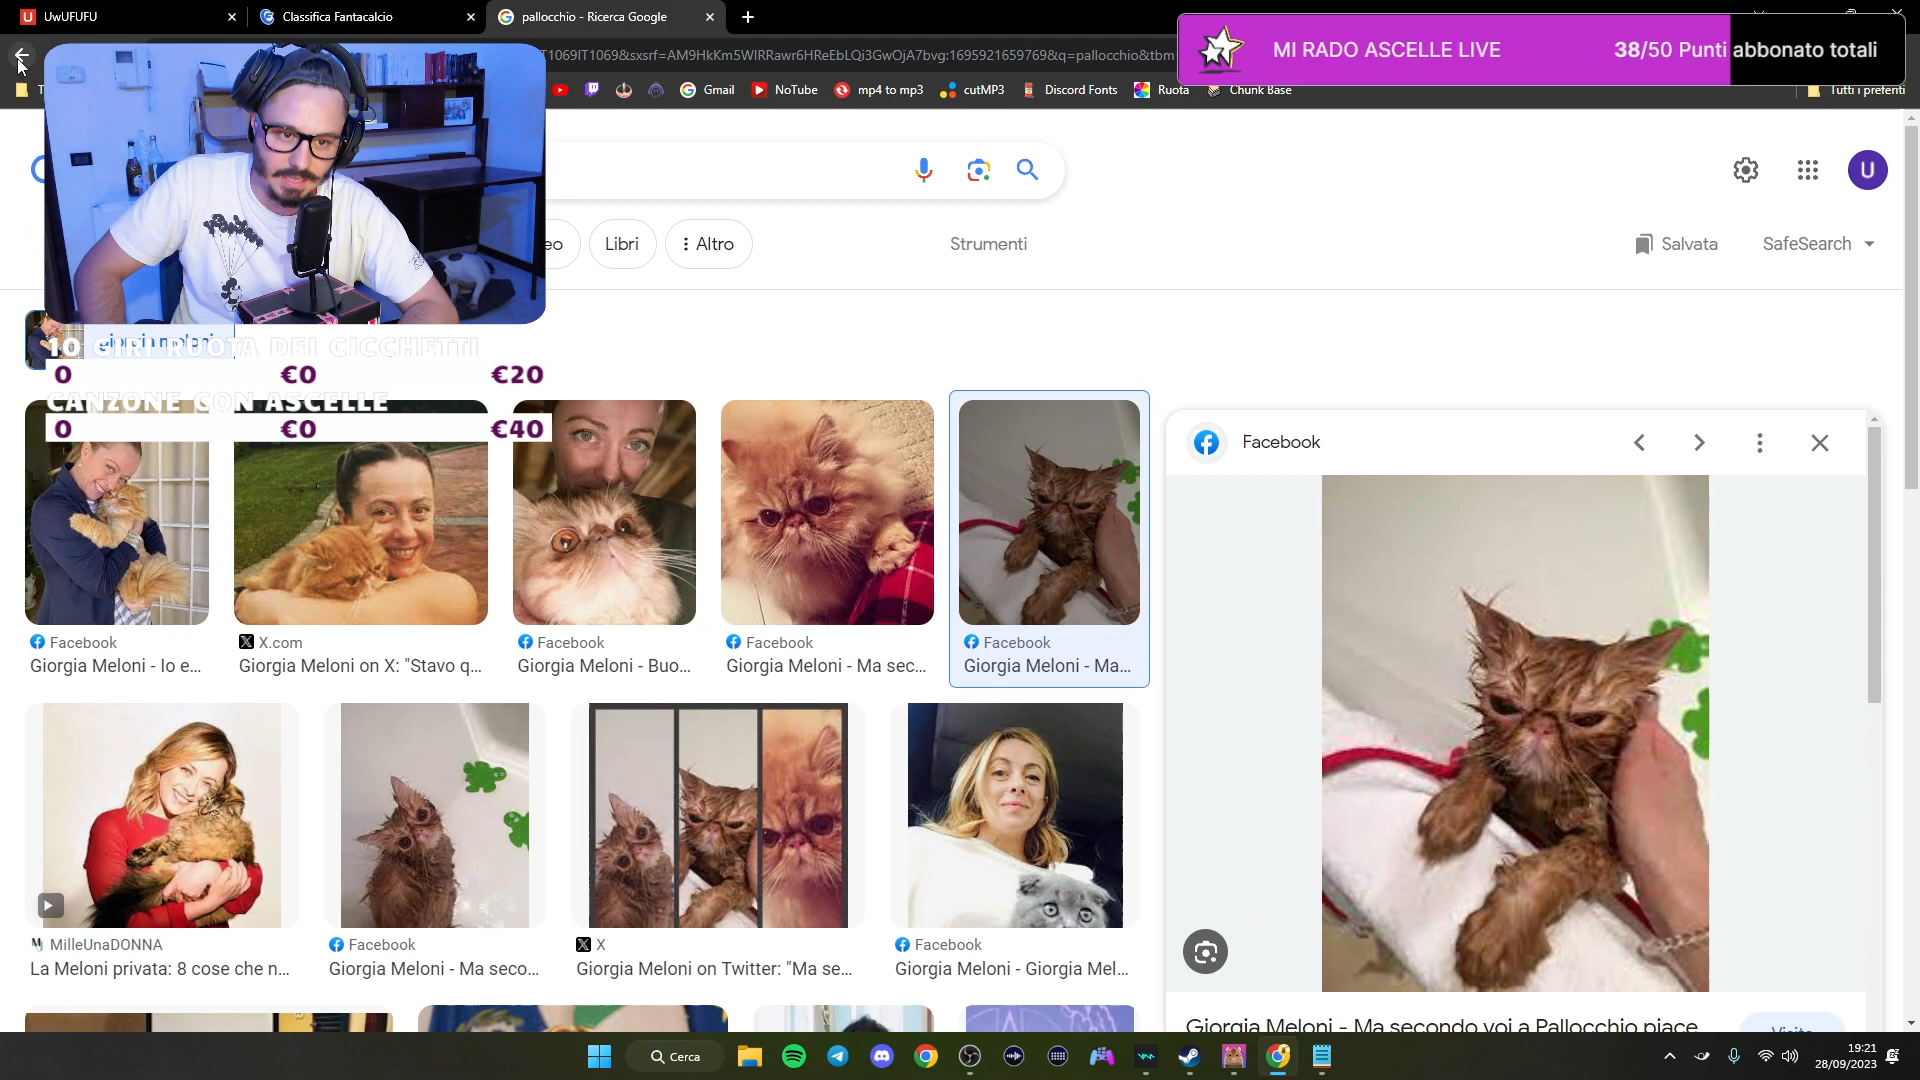 UwUFUFU
Classifica Fantacalcio
pallocchio - Ricerca Google
T1069IT1069&sxsrf=AM9HkKm5WIRRawr6HReEbLQi3GwOjA7bvg:1695921659769&q=pallocchio&tbm
MI RADO ASCELLE LIVE
38/50 Punti abbonato totali
Gmail
NoTube
mp4 to mp3
cutMP3
Discord Fonts
Ruota
Chunk Base
Tutti i preferiti
U
eo
Libri
Altro
Strumenti
Salvata
SafeSearch
giorgia meloni
10 GIRI RUOTA DEI CICCHETTI
0 €0 €20
CANZONE CON ASCELLE
0 €0 €40
Facebook
Facebook
Giorgia Meloni - Io e...
X.com
Giorgia Meloni on X: "Stavo q...
Facebook
Giorgia Meloni - Buo...
Facebook
Giorgia Meloni - Ma sec...
Facebook
Giorgia Meloni - Ma...
MilleUnaDONNA
La Meloni privata: 8 cose che n...
Facebook
Giorgia Meloni - Ma seco...
X
Giorgia Meloni on Twitter: "Ma se...
Facebook
Giorgia Meloni - Giorgia Mel...
Giorgia Meloni - Ma secondo voi a Pallocchio piace
Visita
Cerca
19:21
28/09/2023